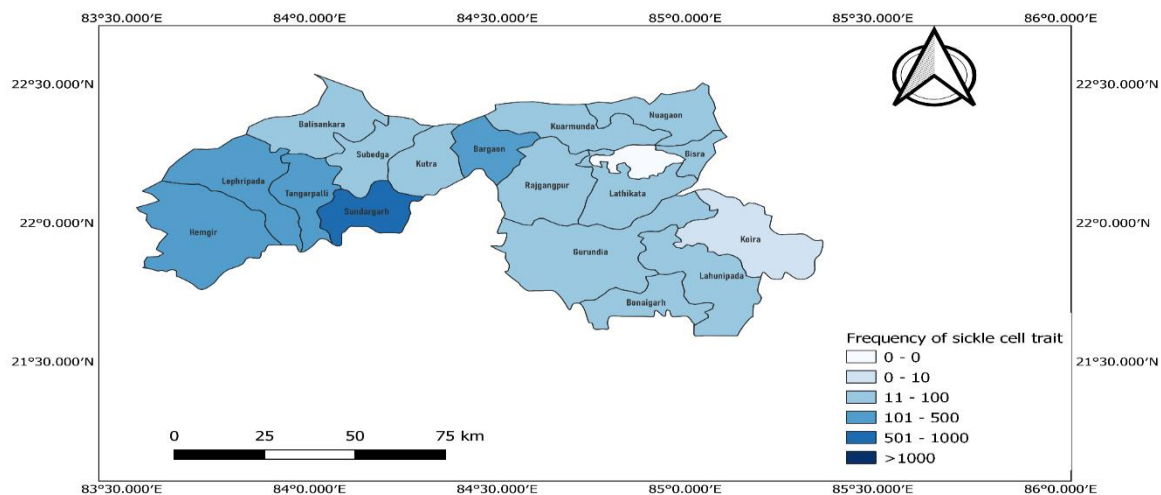 83°30.000′E 84°0.000′E 84°30.000′E 85°0.000′E 85°30.000′E 86°0.000′E
22°30.000′N 22°30.000′N
Nuagaon
Balisankara
Kuarmunda
Subedga
Bargaon
Bisra
Kutra
Lephripada
Rajgangpur
Tangarpalli
Lathikata
Sundargarh
22°0.000′N 22°0.000′N
Hemgir
Koira
Gurundia
Lahunipada
Bonaigarh
Frequency of sickle cell trait
0 - 0
21°30.000′N 21°30.000′N
0 - 10
11 - 100
101 - 500
0 25 50 75 km
501 - 1000
>1000
83°30.000′E 84°0.000′E 84°30.000′E 85°0.000′E 85°30.000′E 86°0.000′E